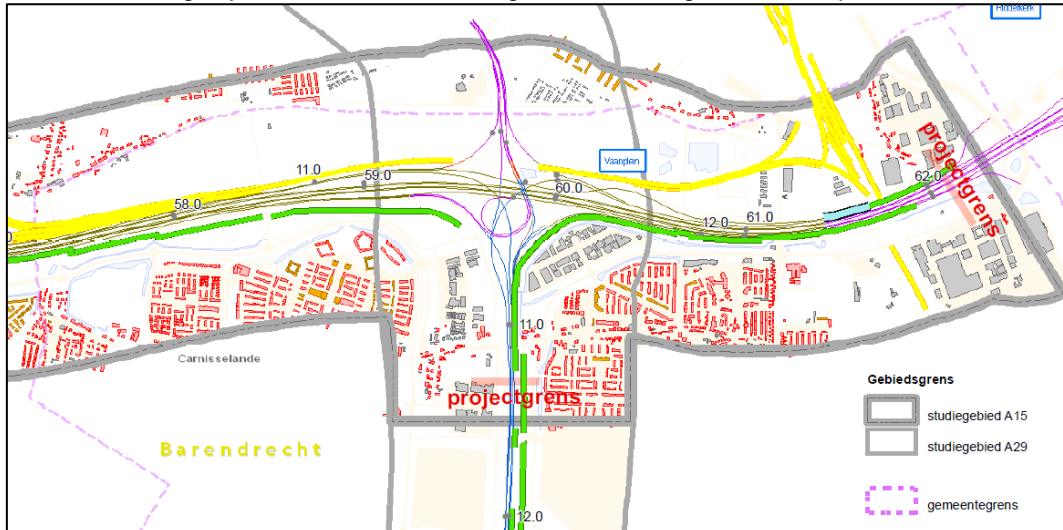 Ridderkerk
projectgrens
Vaanplein
11.0
59.0
58.0
60.0
12.0
61.0
62.0
11.0
Carnisselande
projectgrens
Barendrecht
12.0
Gebiedsgrens
studiegebied A15
studiegebied A29
gemeentegrens